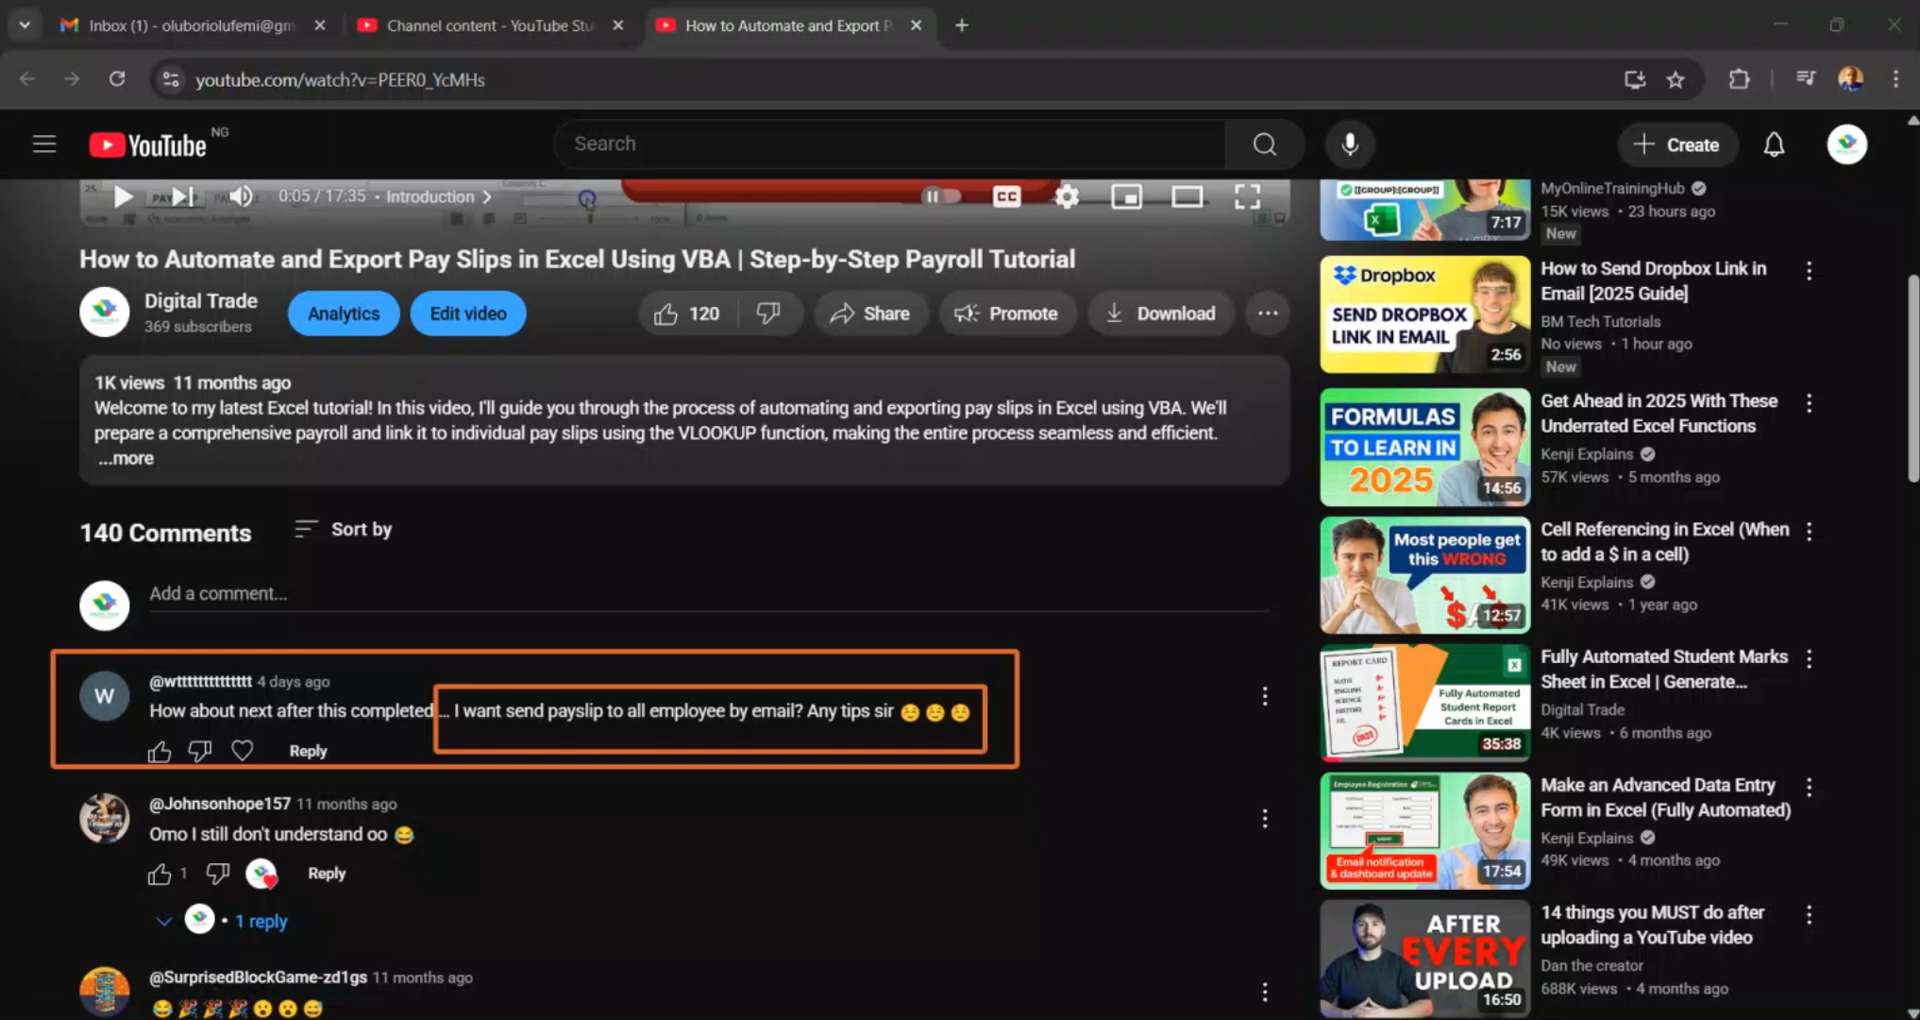 Inbox (1) - oluboriolufemi@gm
Channel content - YouTube Stu
How to Automate and Export P
youtube.com/watch?v=PEER0_YcMHs
YouTube NG
Search
Create
0:05 / 17:35 • Introduction
CC
How to Automate and Export Pay Slips in Excel Using VBA | Step-by-Step Payroll Tutorial
Digital Trade
369 subscribers
Analytics
Edit video
120
Share
Promote
Download
1K views 11 months ago
Welcome to my latest Excel tutorial! In this video, I'll guide you through the process of automating and exporting pay slips in Excel using VBA. We'll
prepare a comprehensive payroll and link it to individual pay slips using the VLOOKUP function, making the entire process seamless and efficient.
...more
140 Comments
Sort by
Add a comment...
W
@wtttttttttttttt 4 days ago
How about next after this completed ... I want send payslip to all employee by email? Any tips sir ☺️ ☺️ ☺️
Reply
@Johnsonhope157 11 months ago
Omo I still don't understand oo 😂
1
Reply
• 1 reply
@SurprisedBlockGame-zd1gs 11 months ago
😂 🎉 🎉 🎉 😮 😮 😅
[[GROUP]:[GROUP]]
7:17
MyOnlineTrainingHub
15K views • 23 hours ago
New
Dropbox
SEND DROPBOX
LINK IN EMAIL
2:56
How to Send Dropbox Link in
Email [2025 Guide]
BM Tech Tutorials
No views • 1 hour ago
New
FORMULAS
TO LEARN IN
2025
14:56
Get Ahead in 2025 With These
Underrated Excel Functions
Kenji Explains
57K views • 5 months ago
Most people get
this WRONG
12:57
Cell Referencing in Excel (When
to add a $ in a cell)
Kenji Explains
41K views • 1 year ago
REPORT CARD
MATH
ENGLISH
SCIENCE
HISTORY
P.E.
PASS
Fully Automated
Student Report
Cards in Excel
35:38
Fully Automated Student Marks
Sheet in Excel | Generate...
Digital Trade
4K views • 6 months ago
Employee Registration
Email notification
& dashboard update
17:54
Make an Advanced Data Entry
Form in Excel (Fully Automated)
Kenji Explains
49K views • 4 months ago
AFTER
EVERY
UPLOAD
16:50
14 things you MUST do after
uploading a YouTube video
Dan the creator
688K views • 4 months ago